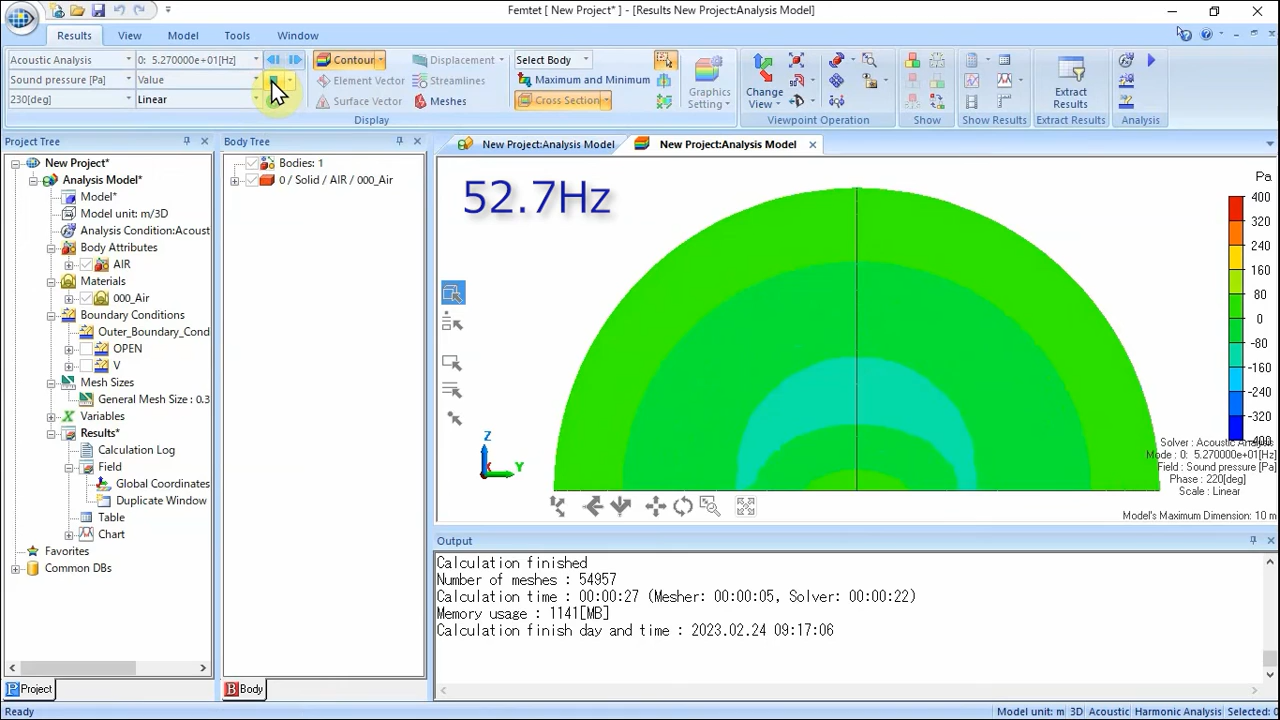 Femtet [ New Project* ] - [Results New Project:Analysis Model]
Results View Model Tools Window
Acoustic Analysis 0: 5.270000e+01[Hz] Contour Displacement Select Body
Sound pressure [Pa] Value Element Vector Streamlines Maximum and Minimum
230[deg] Linear Surface Vector Meshes Cross Section
Graphics Setting
Change View
Extract Results
Display Viewpoint Operation Show Show Results Extract Results Analysis
Project Tree
New Project*
Analysis Model*
Model*
Model unit: m/3D
Analysis Condition:Acoust
Body Attributes
AIR
Materials
000_Air
Boundary Conditions
Outer_Boundary_Cond
OPEN
V
Mesh Sizes
General Mesh Size : 0.3
Variables
Results*
Calculation Log
Field
Global Coordinates
Duplicate Window
Table
Chart
Favorites
Common DBs
Project
Body Tree
Bodies: 1
0 / Solid / AIR / 000_Air
Body
New Project:Analysis Model New Project:Analysis Model
52.7Hz
Pa
400
320
240
160
80
0
-80
-160
-240
-320
-400
Z
Y
X
Solver : Acoustic Analysis
Mode : 0: 5.270000e+01[Hz]
Field : Sound pressure [Pa]
Phase : 220[deg]
Scale : Linear
Model's Maximum Dimension: 10 m
Output
Calculation finished
Number of meshes : 54957
Calculation time : 00:00:27 (Mesher: 00:00:05, Solver: 00:00:22)
Memory usage : 1141[MB]
Calculation finish day and time : 2023.02.24 09:17:06
Ready
Model unit: m 3D Acoustic Harmonic Analysis Selected: 0